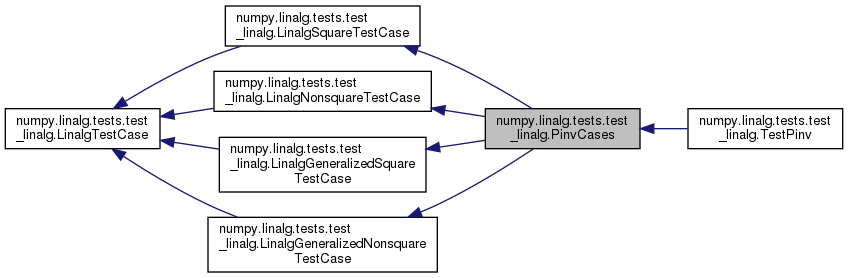 numpy.linalg.tests.test
_linalg.LinalgSquareTestCase
numpy.linalg.tests.test
_linalg.LinalgNonsquareTestCase
numpy.linalg.tests.test
_linalg.LinalgTestCase
numpy.linalg.tests.test
_linalg.PinvCases
numpy.linalg.tests.test
_linalg.TestPinv
numpy.linalg.tests.test
_linalg.LinalgGeneralizedSquare
TestCase
numpy.linalg.tests.test
_linalg.LinalgGeneralizedNonsquare
TestCase